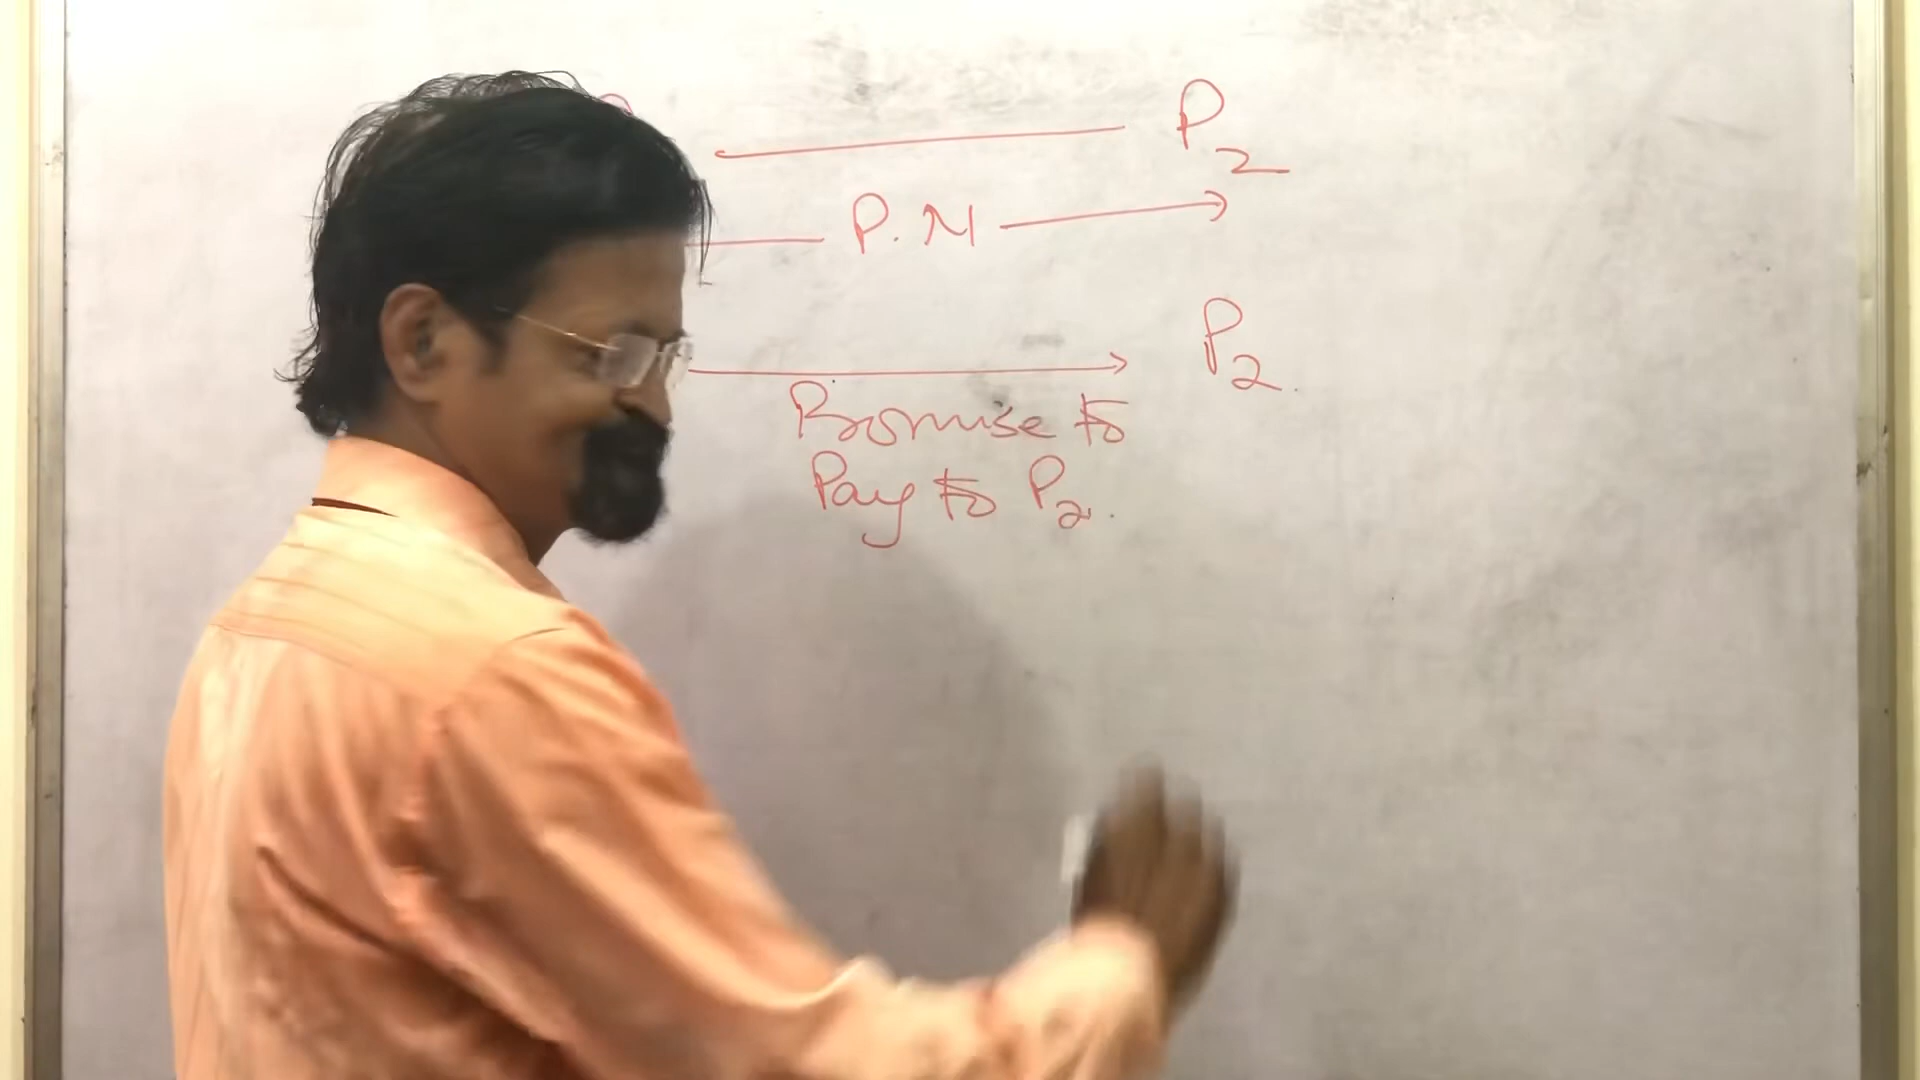 P2
P.N
P2
Promise to
Pay to P2.